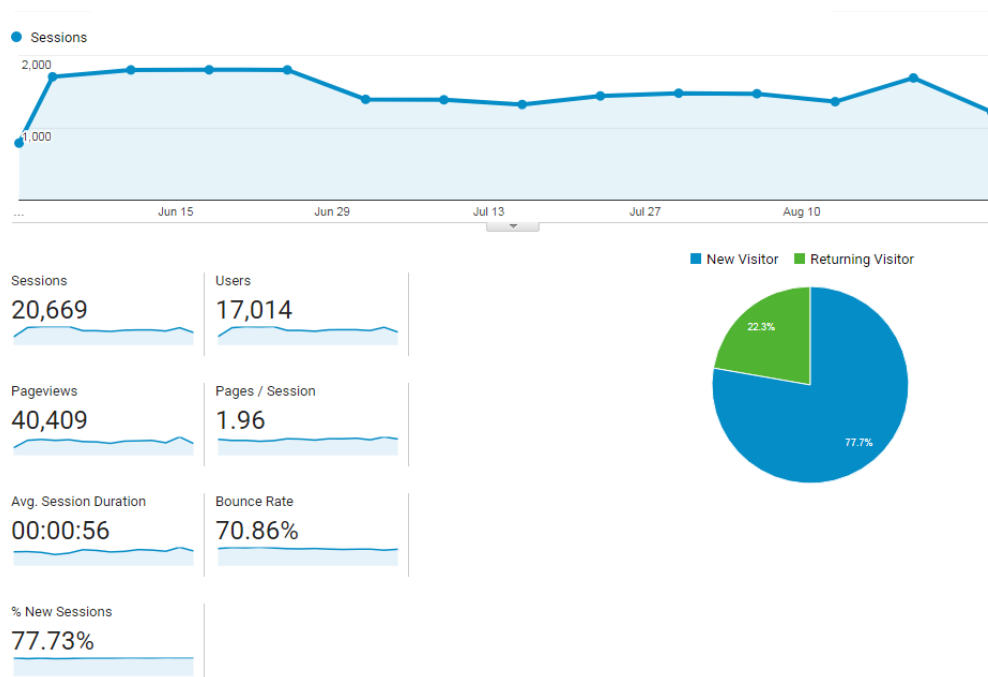 Sessions
2,000
1,000
... Jun 15 Jun 29 Jul 13 Jul 27 Aug 10
New Visitor Returning Visitor
22.3%
77.7%
Sessions Users
20,669 17,014
Pageviews Pages / Session
40,409 1.96
Avg. Session Duration Bounce Rate
00:00:56 70.86%
% New Sessions
77.73%